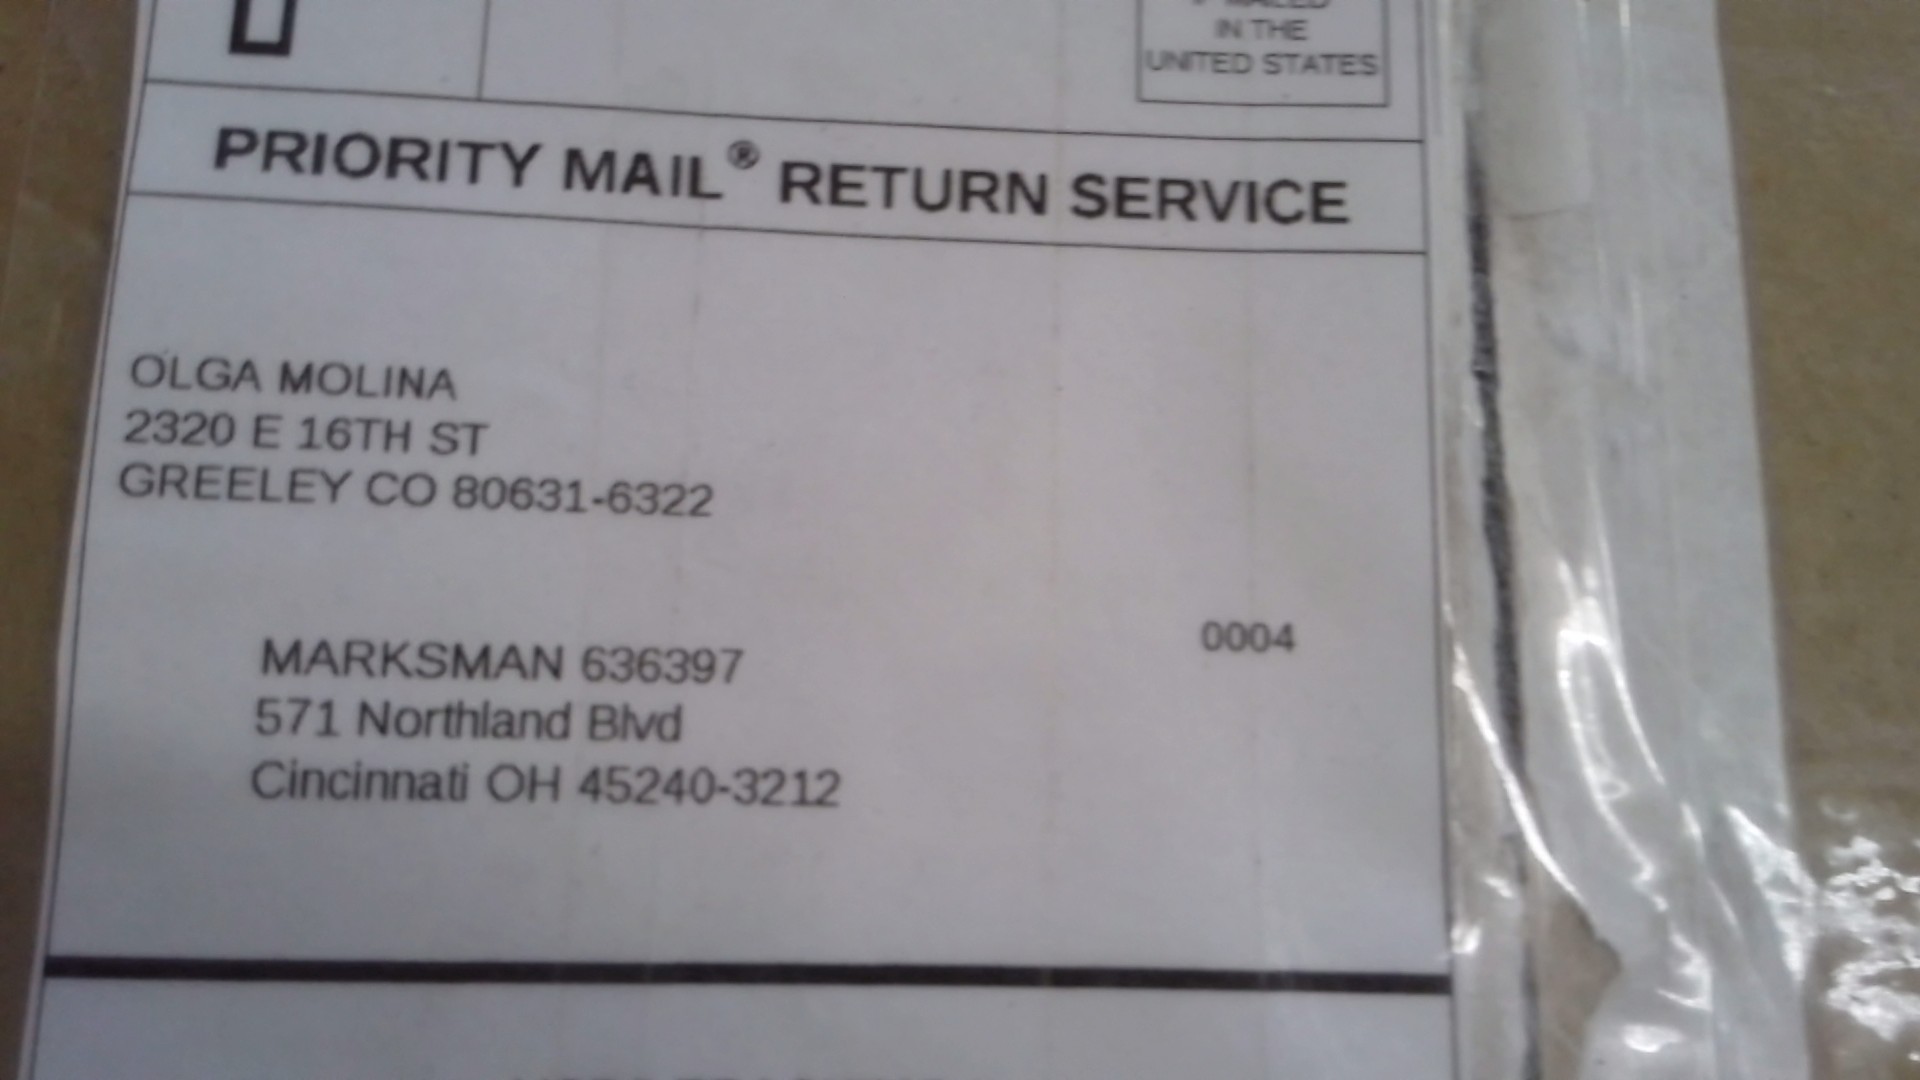 IN THE
UNITED STATES
PRIORITY MAIL® RETURN SERVICE
OLGA MOLINA
2320 E 16TH ST
GREELEY CO 80631-6322
0004
MARKSMAN 636397
571 Northland Blvd
Cincinnati OH 45240-3212